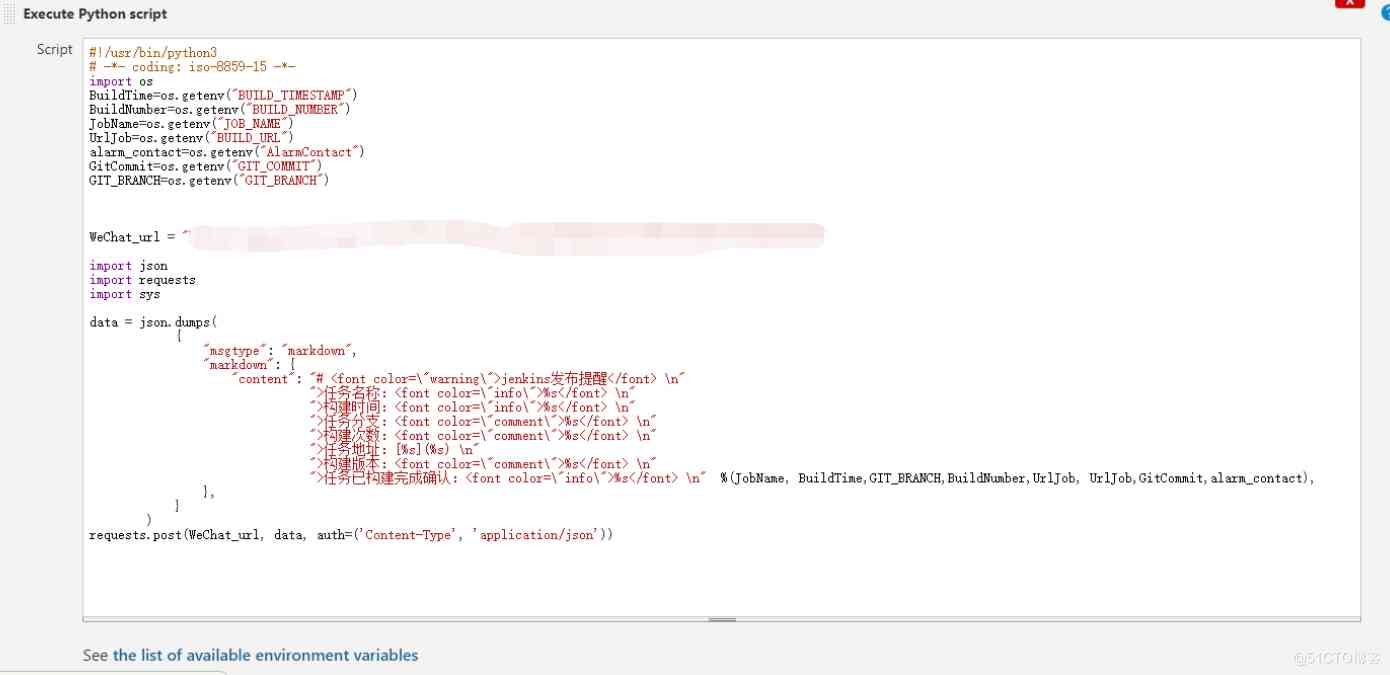 Execute Python script
X
Script
#!/usr/bin/python3
# -*- coding: iso-8859-15 -*-
import os
BuildTime=os.getenv("BUILD_TIMESTAMP")
BuildNumber=os.getenv("BUILD_NUMBER")
JobName=os.getenv("JOB_NAME")
UrlJob=os.getenv("BUILD_URL")
alarm_contact=os.getenv("AlarmContact")
GitCommit=os.getenv("GIT_COMMIT")
GIT_BRANCH=os.getenv("GIT_BRANCH")
WeChat_url = "
import json
import requests
import sys
data = json.dumps(
{
"msgtype": "markdown",
"markdown": {
"content": "# <font color=\"warning\">jenkins发布提醒</font> \n"
">任务名称：<font color=\"info\">%s</font> \n"
">构建时间：<font color=\"info\">%s</font> \n"
">任务分支：<font color=\"comment\">%s</font> \n"
">构建次数：<font color=\"comment\">%s</font> \n"
">任务地址：[%s](%s) \n"
">构建版本：<font color=\"comment\">%s</font> \n"
">任务已构建完成确认：<font color=\"info\">%s</font> \n"  %(JobName, BuildTime,GIT_BRANCH,BuildNumber,UrlJob, UrlJob,GitCommit,alarm_contact),
},
}
)
requests.post(WeChat_url, data, auth=('Content-Type', 'application/json'))
See the list of available environment variables
@51CTO博客